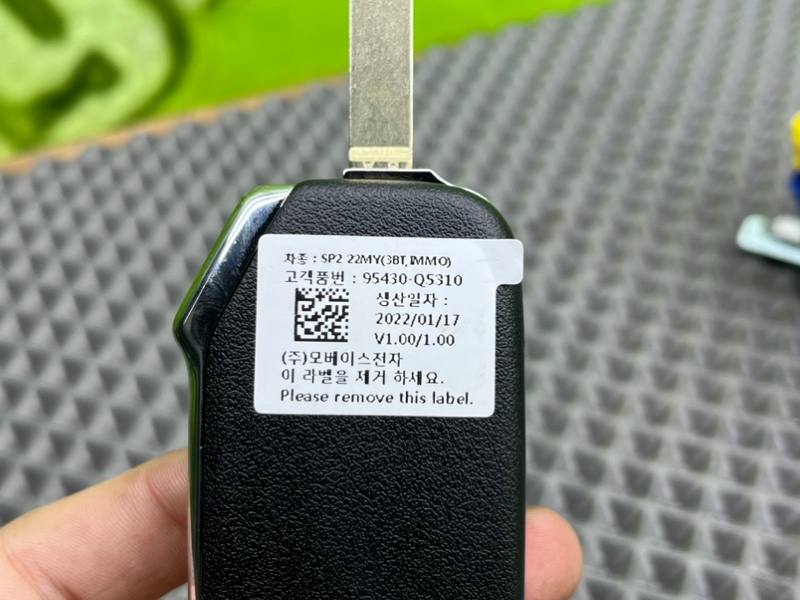 차종 : SP2 22MY(3BT,IMMO)
고객품번 : 95430-Q5310
생산일자 :
2022/01/17
V1.00/1.00
(주)모베이스전자
이 라벨을 제거 하세요.
Please remove this label.